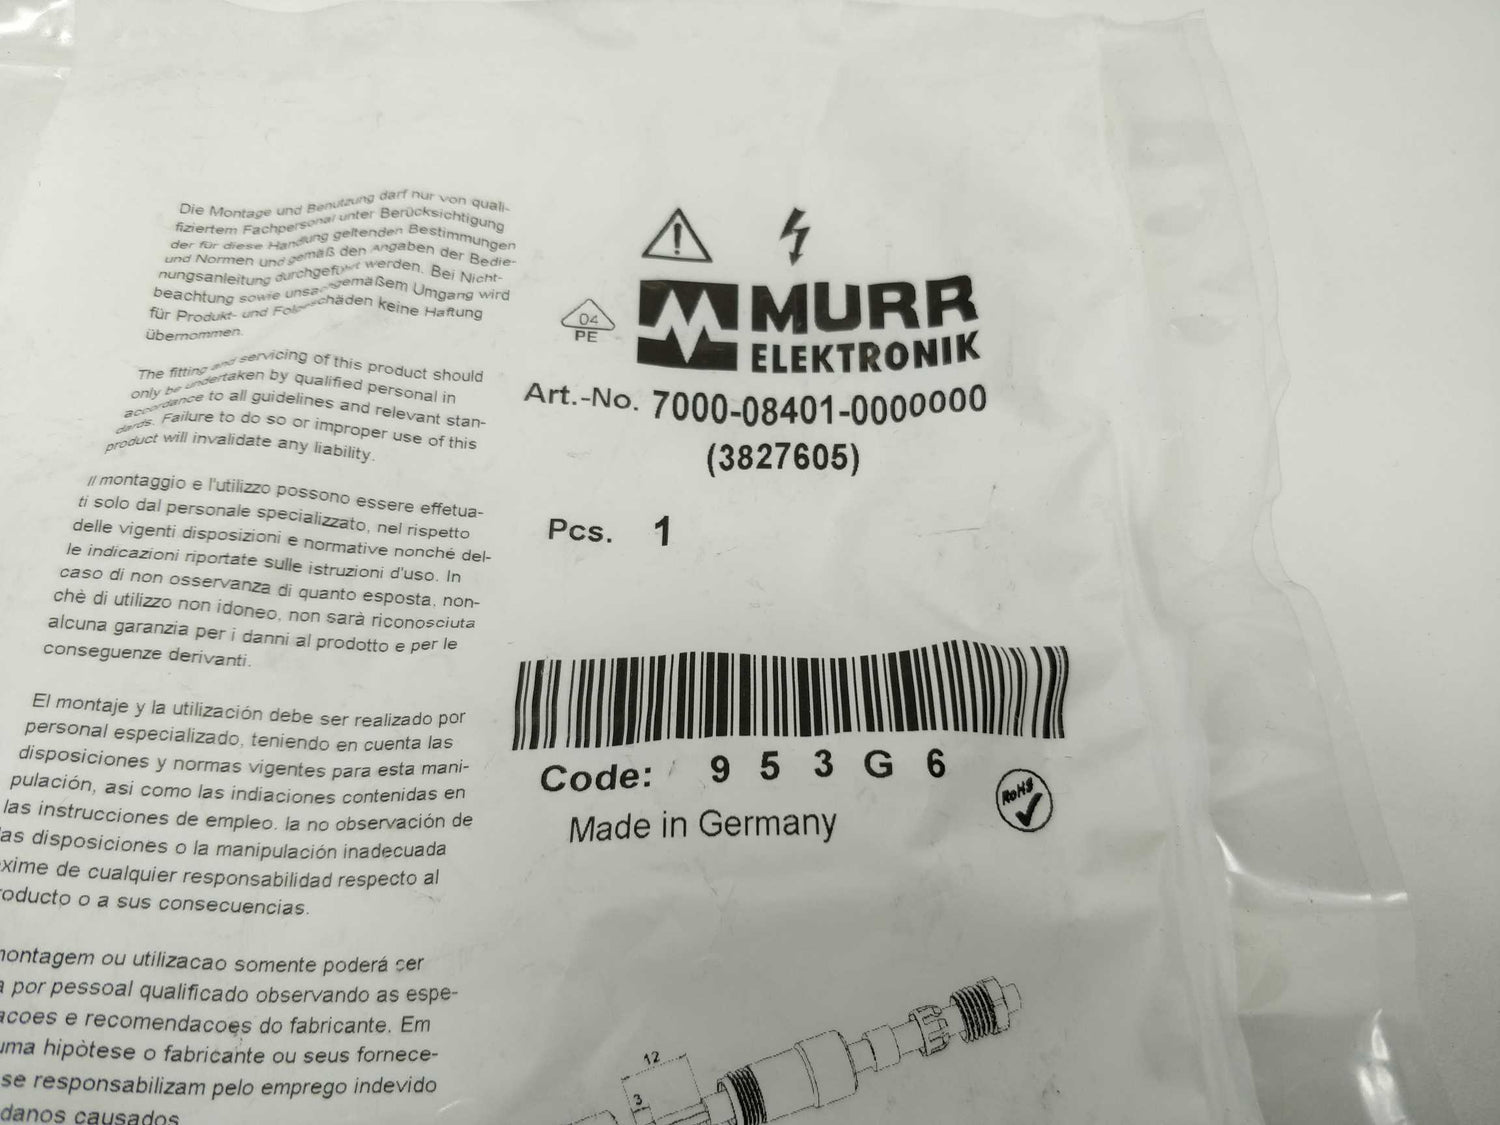 Die Montage und Benutzung darf nur von quali-
fiziertem Fachpersonal unter Berücksichtigung
der für diese Handlung geltenden Bestimmungen
und Normen und gemäß den Angaben der Bedie-
nungsanleitung durchgeführt werden. Bei Nicht-
beachtung sowie unsachgemäßem Umgang wird
für Produkt- und Folgeschäden keine Haftung
übernommen.
The fitting and servicing of this product should
only be undertaken by qualified personal in
accordance to all guidelines and relevant stan-
dards. Failure to do so or improper use of this
product will invalidate any liability.
Il montaggio e l'utilizzo possono essere effetua-
ti solo dal personale specializzato, nel rispetto
delle vigenti disposizioni e normative nonché del-
le indicazioni riportate sulle istruzioni d'uso. In
caso di non osservanza di quanto esposta, non-
chè di utilizzo non idoneo, non sarà riconosciuta
alcuna garanzia per i danni al prodotto e per le
conseguenze derivanti.
El montaje y la utilización debe ser realizado por
personal especializado, teniendo en cuenta las
disposiciones y normas vigentes para esta mani-
pulación, asi como las indiaciones contenidas en
las instrucciones de empleo. la no observación de
as disposiciones o la manipulación inadecuada
xime de cualquier responsabilidad respecto al
oducto o a sus consecuencias.
ontagem ou utilizacao somente poderá ser
a por pessoal qualificado observando as espe-
acoes e recomendacoes do fabricante. Em
uma hipòtese o fabricante ou seus fornece-
se responsabilizam pelo emprego indevido
danos causados
04
PE
MURR
ELEKTRONIK
Art.-No. 7000-08401-0000000
(3827605)
Pcs. 1
Code: 9 5 3 G 6
Made in Germany
RoHS
12
3